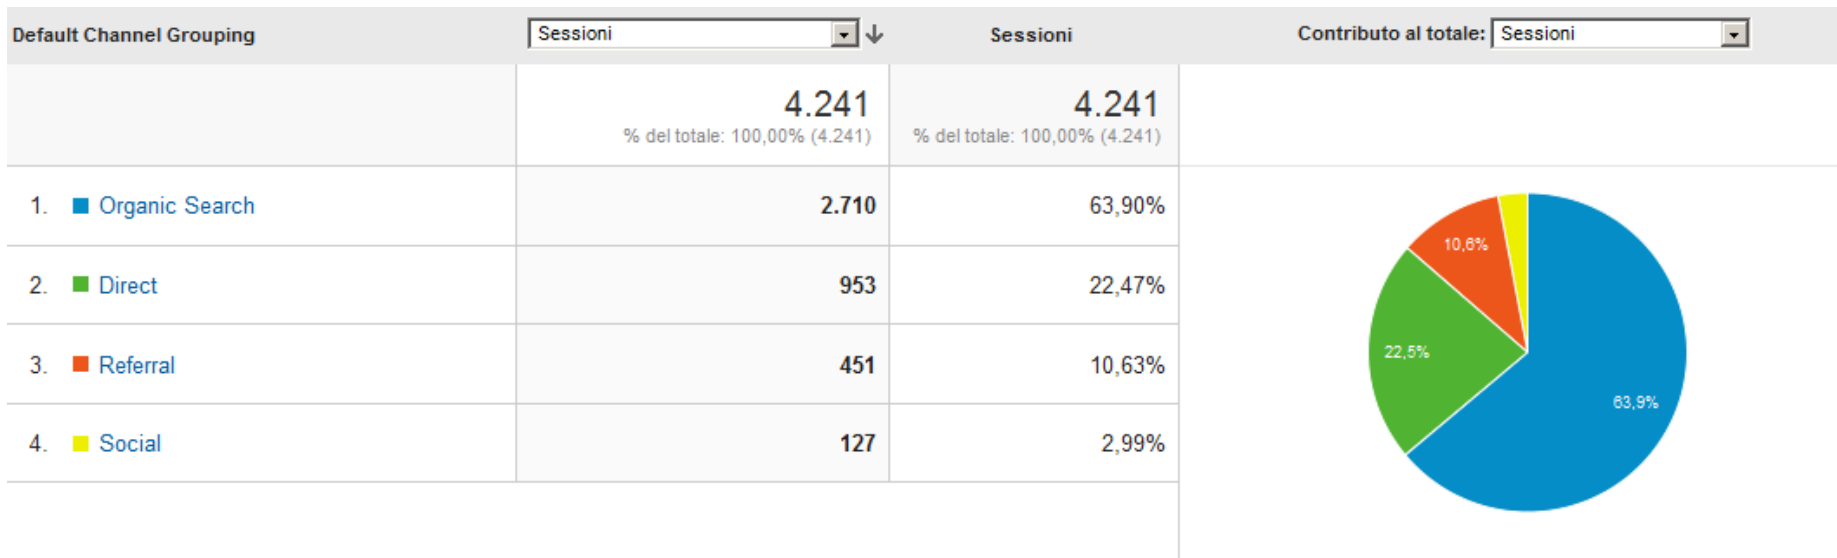 Default Channel Grouping Sessioni Sessioni Contributo al totale: Sessioni
4.241 4.241
% del totale: 100,00% (4.241) % del totale: 100,00% (4.241)
1. Organic Search 2.710 63,90%
2. Direct 953 22,47%
3. Referral 451 10,63%
4. Social 127 2,99%
10,6%
22,5%
63,9%